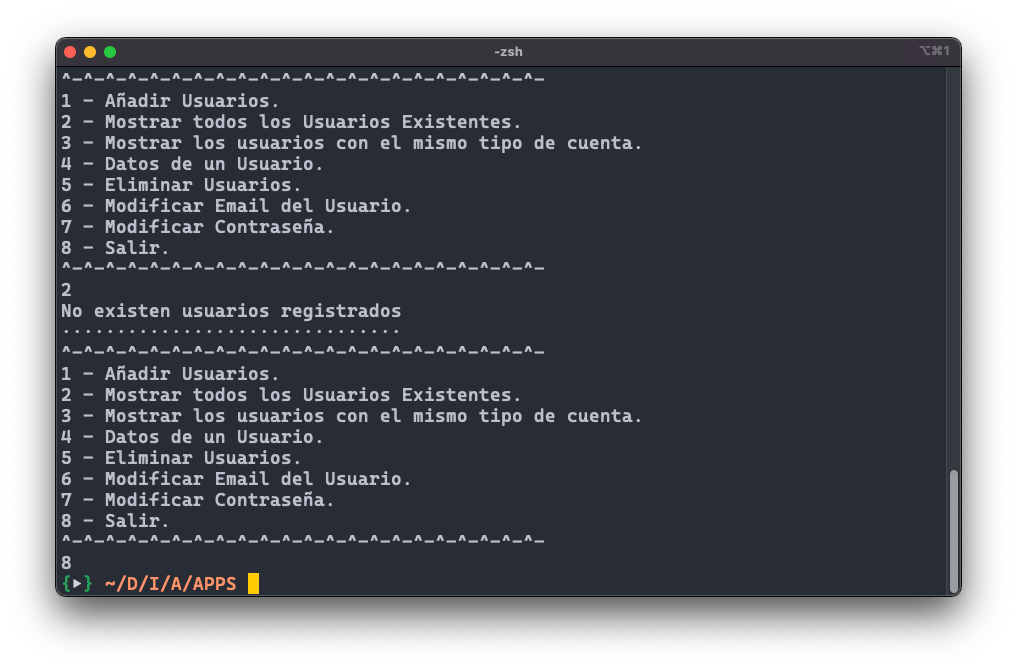 -zsh
⌥⌘1
^-^-^-^-^-^-^-^-^-^-^-^-^-^-^-^-^-^-^-^-^-^-
1 - Añadir Usuarios.
2 - Mostrar todos los Usuarios Existentes.
3 - Mostrar los usuarios con el mismo tipo de cuenta.
4 - Datos de un Usuario.
5 - Eliminar Usuarios.
6 - Modificar Email del Usuario.
7 - Modificar Contraseña.
8 - Salir.
^-^-^-^-^-^-^-^-^-^-^-^-^-^-^-^-^-^-^-^-^-^-
2
No existen usuarios registrados
...............................
^-^-^-^-^-^-^-^-^-^-^-^-^-^-^-^-^-^-^-^-^-^-
1 - Añadir Usuarios.
2 - Mostrar todos los Usuarios Existentes.
3 - Mostrar los usuarios con el mismo tipo de cuenta.
4 - Datos de un Usuario.
5 - Eliminar Usuarios.
6 - Modificar Email del Usuario.
7 - Modificar Contraseña.
8 - Salir.
^-^-^-^-^-^-^-^-^-^-^-^-^-^-^-^-^-^-^-^-^-^-
8
{▸} ~/D/I/A/APPS